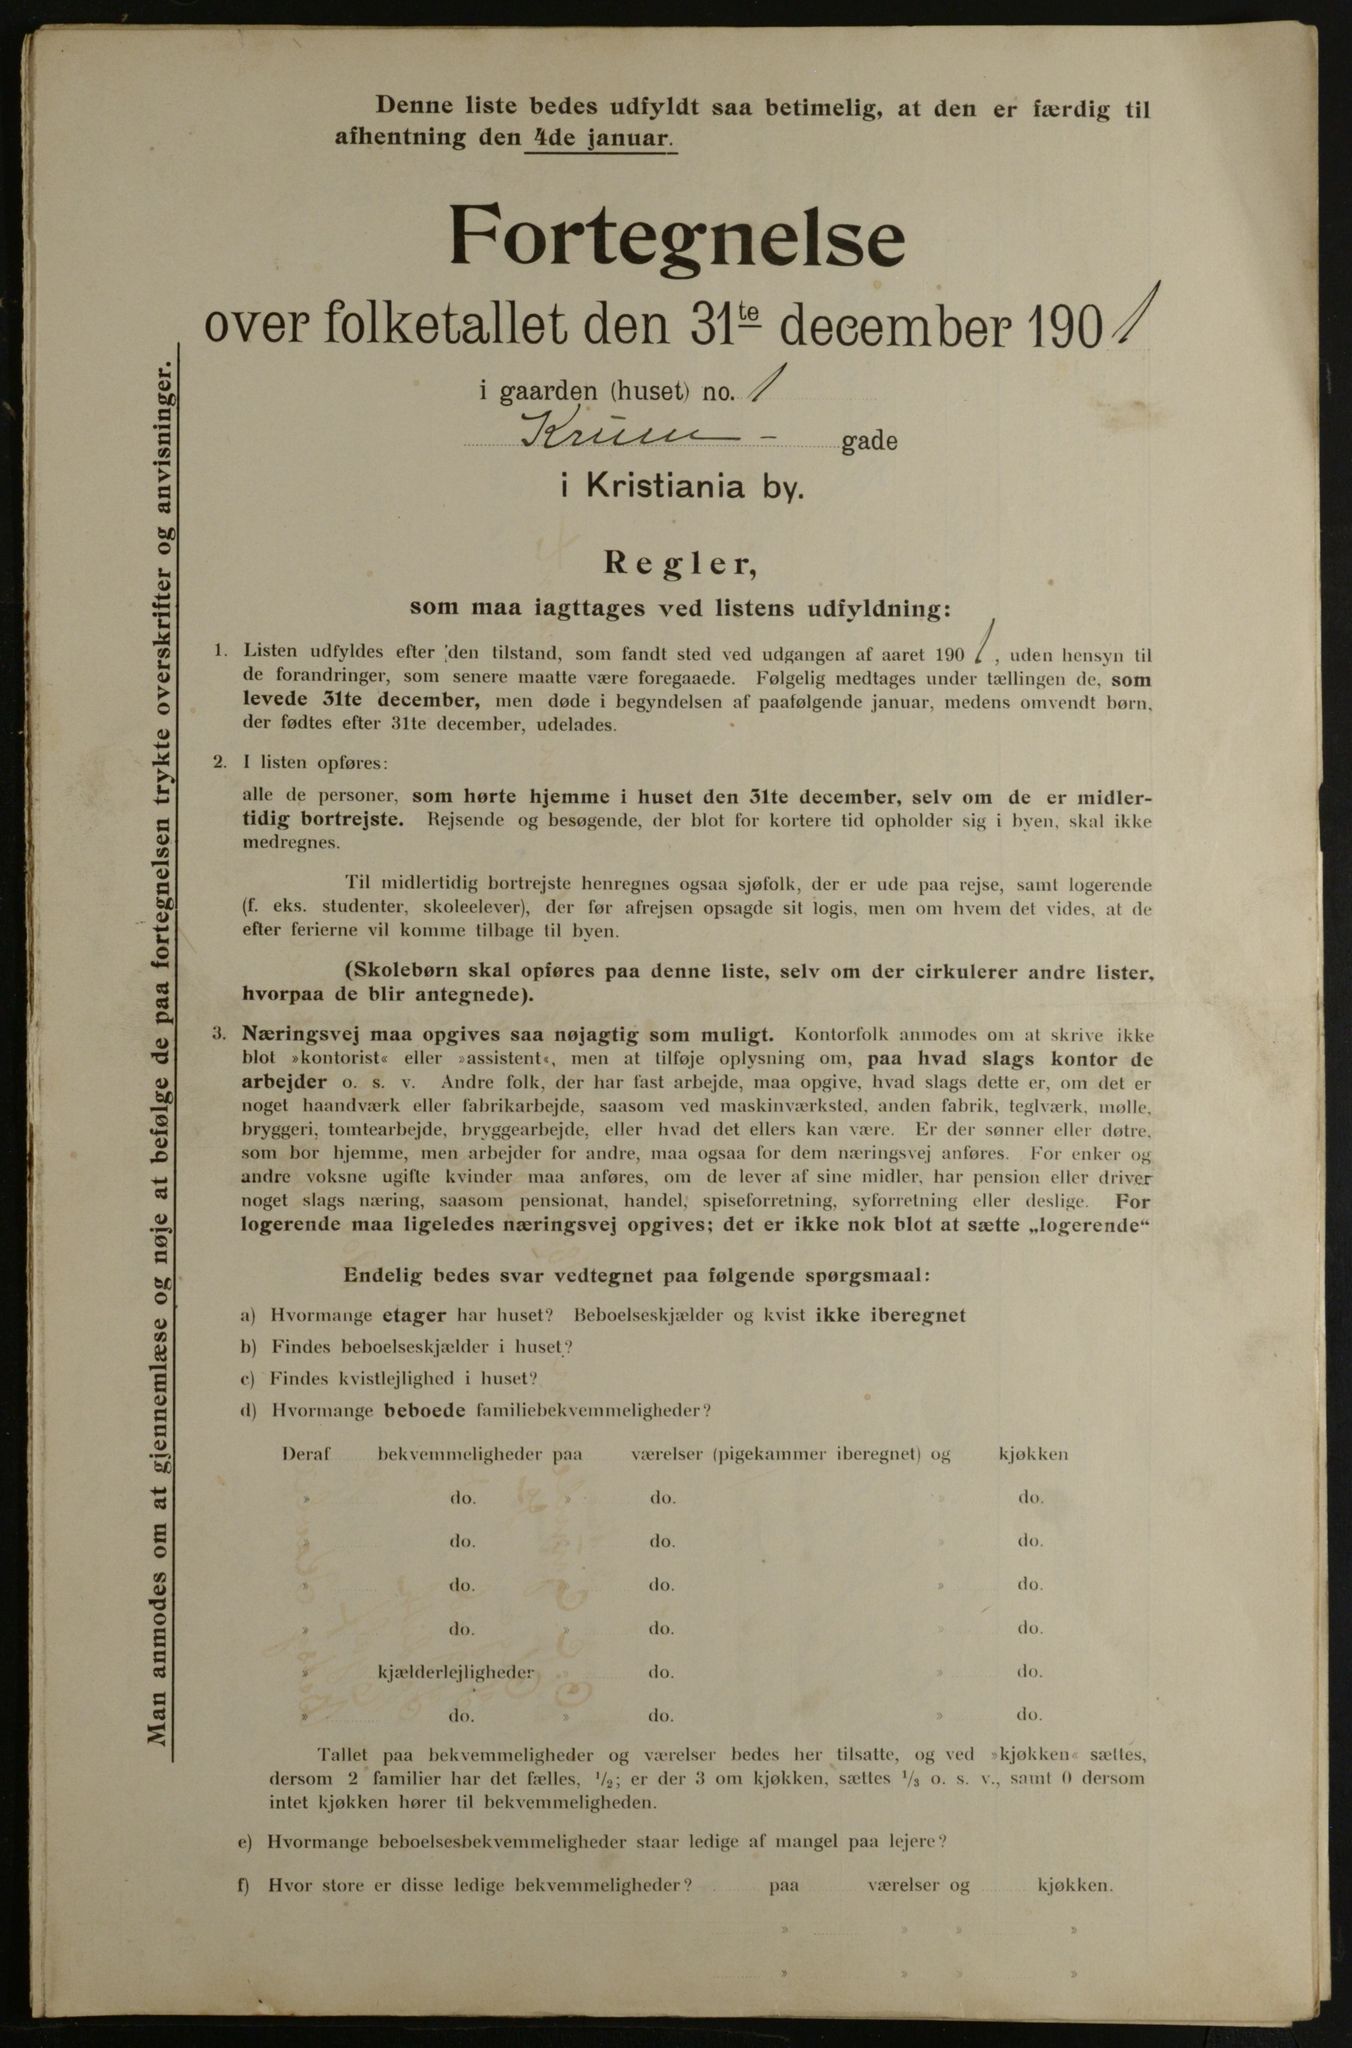 Denne liste bedes udfyldt saa betimelig, at den er færdig til
afhentning den 4de januar.
Fortegnelse
over folketallet den 31te december 1901
i gaarden (huset) no. 1
Krum- gade
i Kristiania by.
Regler,
som maa iagttages ved listens udfyldning:
1. Listen udfyldes efter den tilstand, som fandt sted ved udgangen af aaret 1901, uden hensyn til
de forandringer, som senere maatte være foregaaede. Følgelig medtages under tællingen de, som
levede 31te december, men døde i begyndelsen af paafølgende januar, medens omvendt børn,
der fødtes efter 31te december, udelades.
2. I listen opføres:
alle de personer, som hørte hjemme i huset den 31te december, selv om de er midler-
tidig bortrejste. Rejsende og besøgende, der blot for kortere tid opholder sig i byen, skal ikke
medregnes.
Til midlertidig bortrejste henregnes ogsaa sjøfolk, der er ude paa rejse, samt logerende
(f. eks. studenter, skoleelever), der før afrejsen opsagde sit logis, men om hvem det vides, at de
efter ferierne vil komme tilbage til byen.
(Skolebørn skal opføres paa denne liste, selv om der cirkulerer andre lister,
hvorpaa de blir antegnede).
3. Næringsvej maa opgives saa nøjagtig som muligt. Kontorfolk anmodes om at skrive ikke
blot »kontorist« eller »assistent«, men at tilføje oplysning om, paa hvad slags kontor de
arbejder o. s. v. Andre folk, der har fast arbejde, maa opgive, hvad slags dette er, om det er
noget haandværk eller fabrikarbejde, saasom ved maskinværksted, anden fabrik, teglværk, mølle,
bryggeri, tomtearbejde, bryggearbejde, eller hvad det ellers kan være. Er der sønner eller døtre,
som bor hjemme, men arbejder for andre, maa ogsaa for dem næringsvej anføres. For enker og
andre voksne ugifte kvinder maa anføres, om de lever af sine midler, har pension eller driver
noget slags næring, saasom pensionat, handel, spiseforretning, syforretning eller deslige. For
logerende maa ligeledes næringsvej opgives; det er ikke nok blot at sætte „logerende“
Endelig bedes svar vedtegnet paa følgende spørgsmaal:
a) Hvormange etager har huset? Beboelseskjælder og kvist ikke iberegnet
b) Findes beboelseskjælder i huset?
c) Findes kvistlejlighed i huset?
d) Hvormange beboede familiebekvemmeligheder?
Deraf bekvemmeligheder paa værelser (pigekammer iberegnet) og kjøkken
» do. » do. » do.
» do. » do. » do.
» do. » do. » do.
» do. » do. » do.
» kjælderlejligheder do. » do.
» do. » do. » do.
Tallet paa bekvemmeligheder og værelser bedes her tilsatte, og ved »kjøkken« sættes,
dersom 2 familier har det fælles, 1/2; er der 3 om kjøkken, sættes 1/3 o. s. v., samt 0 dersom
intet kjøkken hører til bekvemmeligheden.
e) Hvormange beboelsesbekvemmeligheder staar ledige af mangel paa lejere?
f) Hvor store er disse ledige bekvemmeligheder? paa værelser og kjøkken.
» » » »
» » » »
Man anmodes om at gjennemlæse og nøje at befølge de paa fortegnelsen trykte overskrifter og anvisninger.